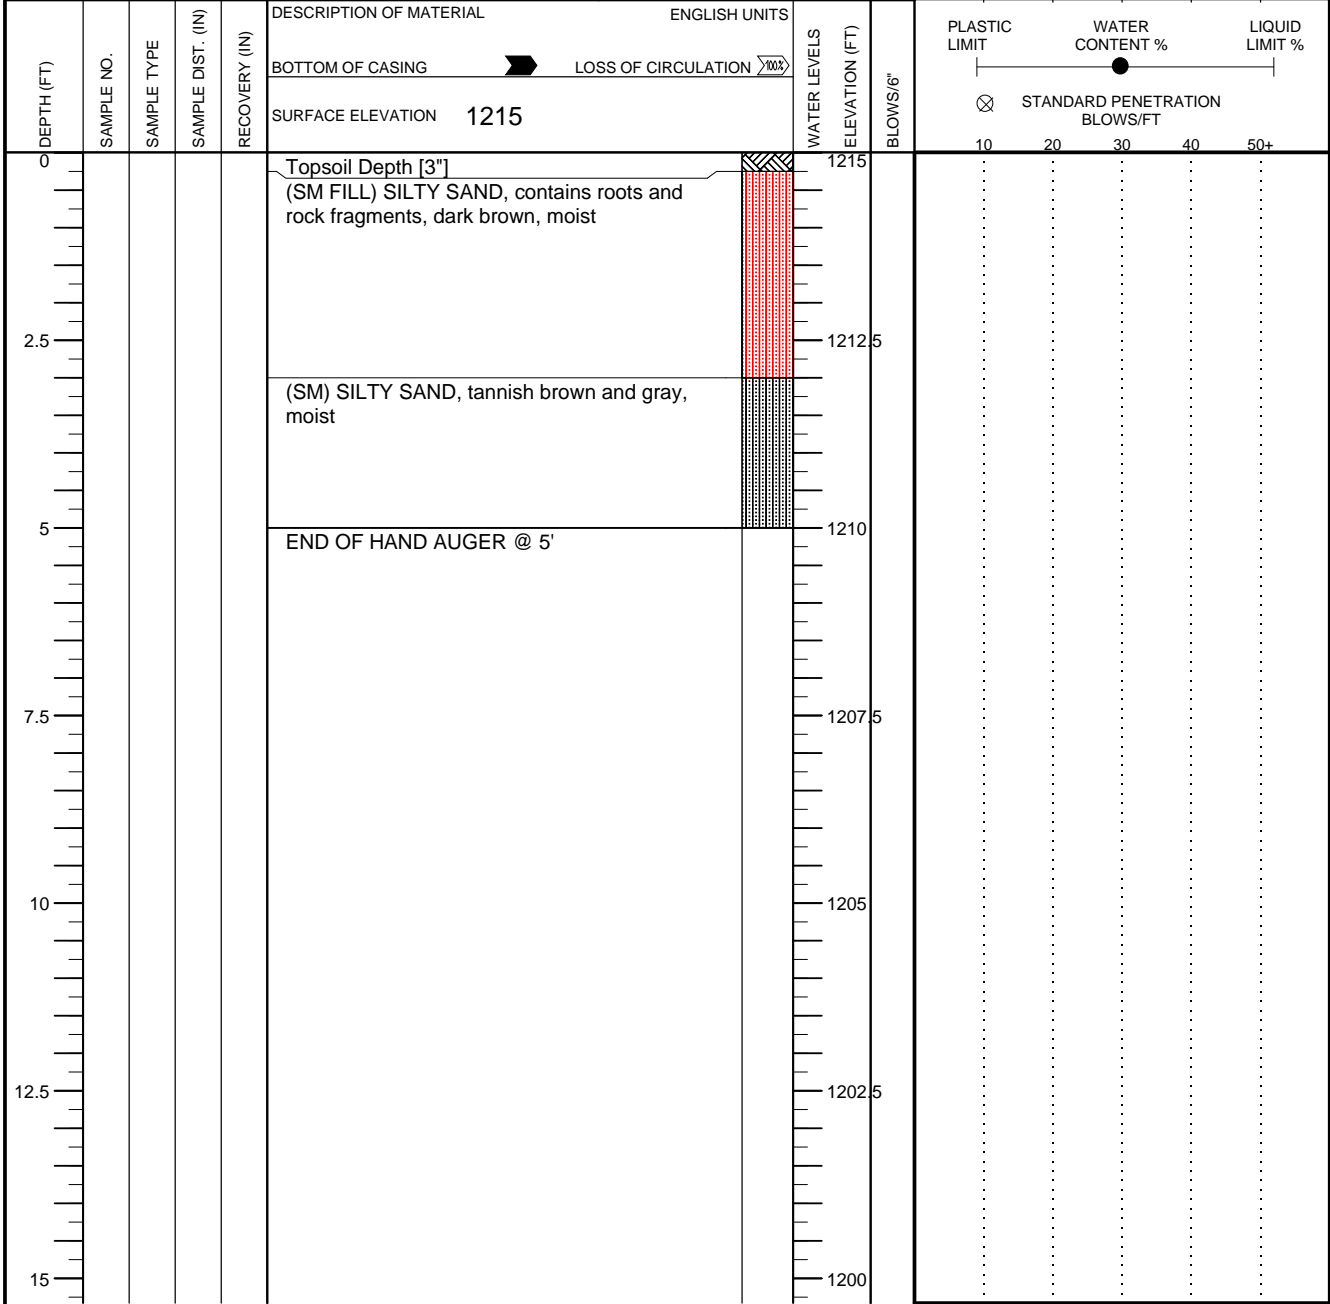 DEPTH (FT)
SAMPLE NO.
SAMPLE TYPE
SAMPLE DIST. (IN)
RECOVERY (IN)
DESCRIPTION OF MATERIAL ENGLISH UNITS
BOTTOM OF CASING LOSS OF CIRCULATION 100%
SURFACE ELEVATION 1215
WATER LEVELS
ELEVATION (FT)
BLOWS/6"
PLASTIC LIMIT
WATER CONTENT %
LIQUID LIMIT %
STANDARD PENETRATION
BLOWS/FT
10 20 30 40 50+
0 1215
Topsoil Depth [3"]
(SM FILL) SILTY SAND, contains roots and
rock fragments, dark brown, moist
2.5 1212.5
(SM) SILTY SAND, tannish brown and gray,
moist
5 1210
END OF HAND AUGER @ 5'
7.5 1207.5
10 1205
12.5 1202.5
15 1200